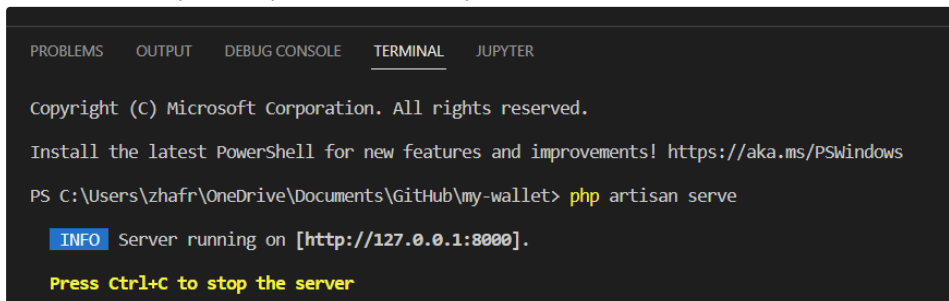 PROBLEMS OUTPUT DEBUG CONSOLE TERMINAL JUPYTER
Copyright (C) Microsoft Corporation. All rights reserved.
Install the latest PowerShell for new features and improvements! https://aka.ms/PSWindows
PS C:\Users\zhafr\OneDrive\Documents\GitHub\my-wallet> php artisan serve
INFO Server running on [http://127.0.0.1:8000].
Press Ctrl+C to stop the server